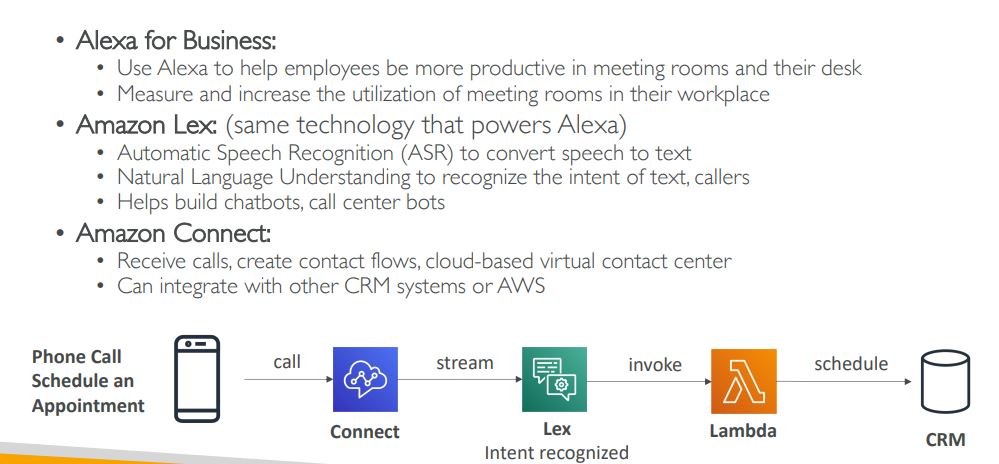 • Alexa for Business:
• Use Alexa to help employees be more productive in meeting rooms and their desk
• Measure and increase the utilization of meeting rooms in their workplace
• Amazon Lex: (same technology that powers Alexa)
• Automatic Speech Recognition (ASR) to convert speech to text
• Natural Language Understanding to recognize the intent of text, callers
• Helps build chatbots, call center bots
• Amazon Connect:
• Receive calls, create contact flows, cloud-based virtual contact center
• Can integrate with other CRM systems or AWS
Phone Call
Schedule an
Appointment
call
Connect
stream
Lex
Intent recognized
invoke
Lambda
schedule
CRM